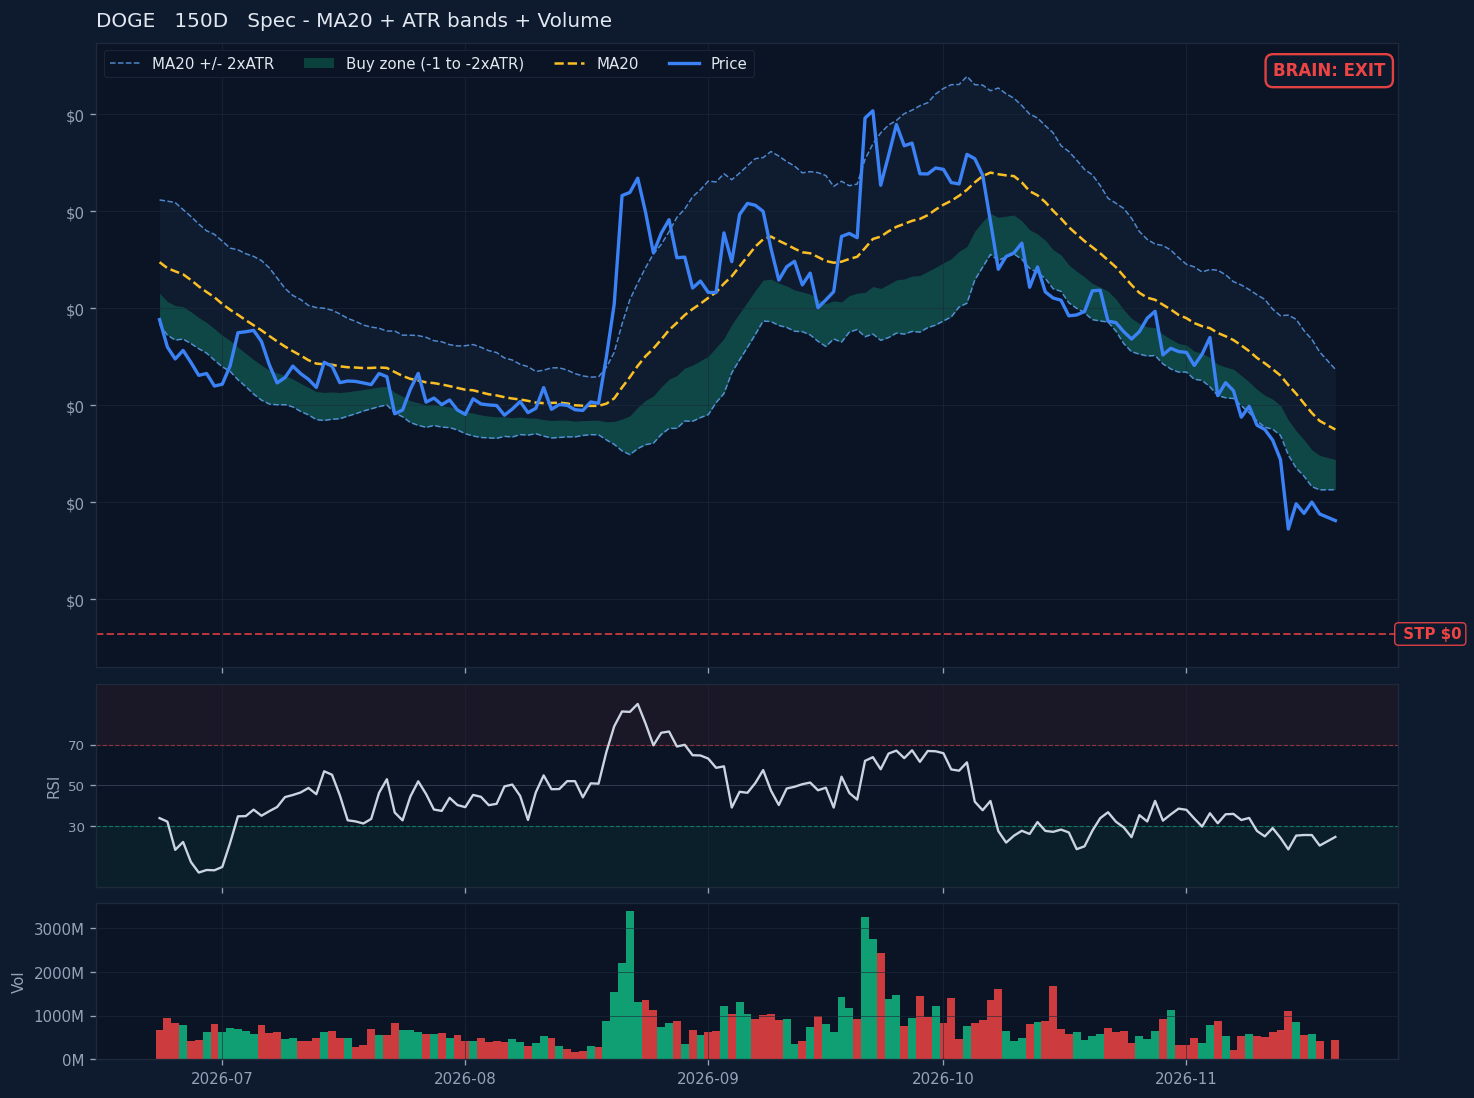 DOGE   150D   Spec - MA20 + ATR bands + Volume
MA20 +/- 2xATR   Buy zone (-1 to -2xATR)   MA20   Price
BRAIN: EXIT
$0
$0
$0
$0
$0
$0
STP $0
RSI
70
50
30
Vol
3000M
2000M
1000M
0M
2026-07   2026-08   2026-09   2026-10   2026-11